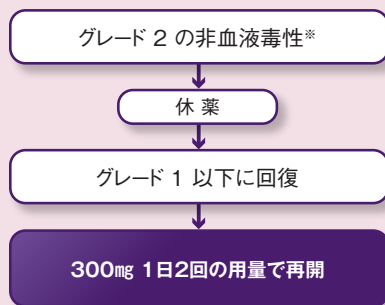 グレード 2 の非血液毒性※
休 薬
グレード 1 以下に回復
300㎎ 1日2回の用量で再開